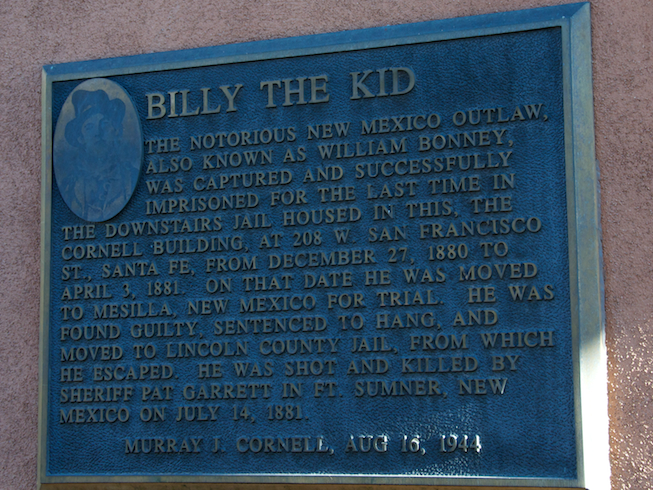 BILLY THE KID
THE NOTORIOUS NEW MEXICO OUTLAW,
ALSO KNOWN AS WILLIAM BONNEY,
WAS CAPTURED AND SUCCESSFULLY
IMPRISONED FOR THE LAST TIME IN
THE DOWNSTAIRS JAIL HOUSED IN THIS, THE
CORNELL BUILDING, AT 208 W. SAN FRANCISCO
ST., SANTA FE, FROM DECEMBER 27, 1880 TO
APRIL 3, 1881. ON THAT DATE HE WAS MOVED
TO MESILLA, NEW MEXICO FOR TRIAL. HE WAS
FOUND GUILTY, SENTENCED TO HANG, AND
MOVED TO LINCOLN COUNTY JAIL, FROM WHICH
HE ESCAPED. HE WAS SHOT AND KILLED BY
SHERIFF PAT GARRETT IN FT. SUMNER, NEW
MEXICO ON JULY 14, 1881.
MURRAY J. CORNELL, AUG 16, 1944